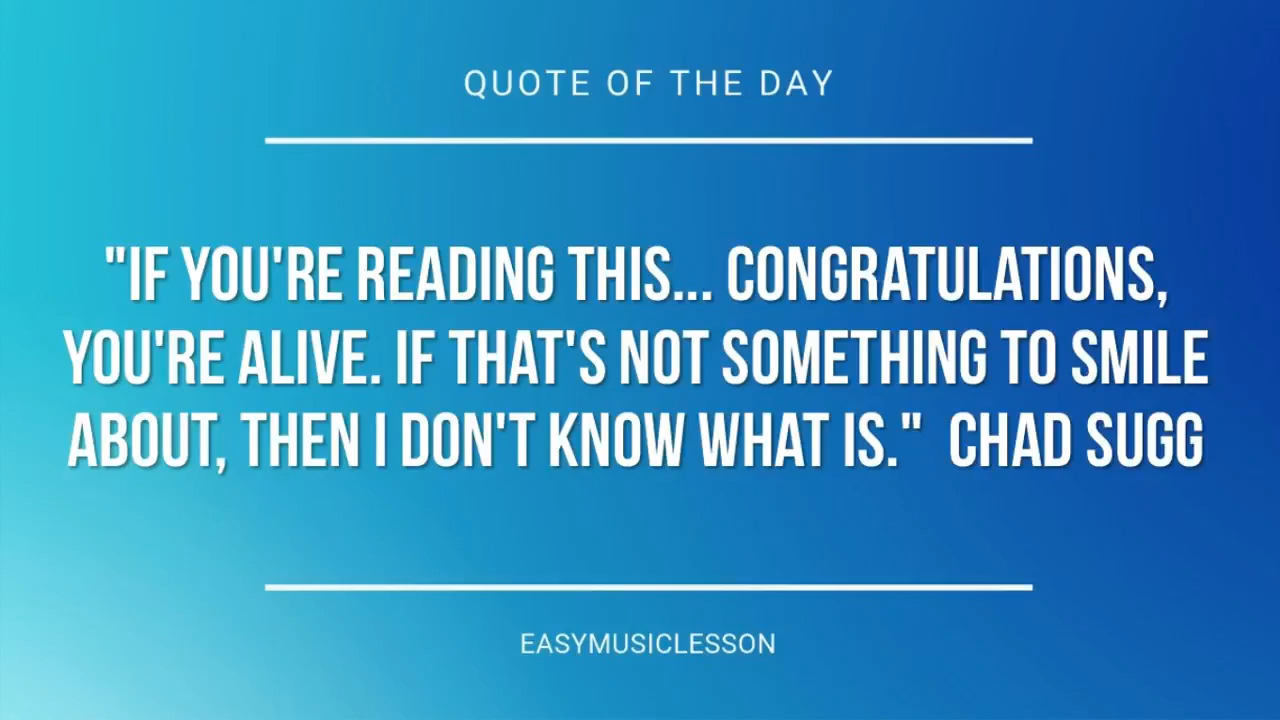 QUOTE OF THE DAY
"IF YOU'RE READING THIS... CONGRATULATIONS,
YOU'RE ALIVE. IF THAT'S NOT SOMETHING TO SMILE
ABOUT, THEN I DON'T KNOW WHAT IS." CHAD SUGG
EASYMUSICLESSON